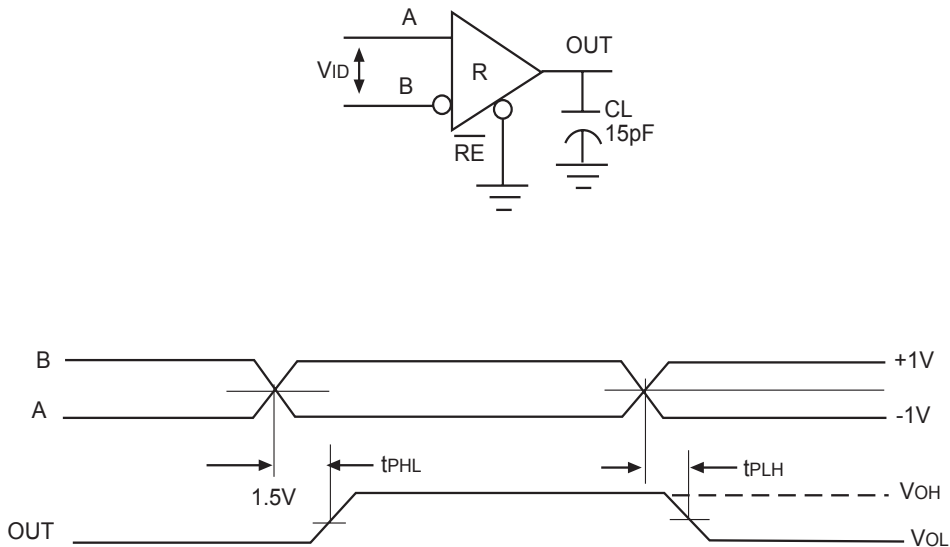 A
OUT
VID
R
B
CL
15pF
RE
B
+1V
A
-1V
tPHL
tPLH
1.5V
VOH
OUT
VOL